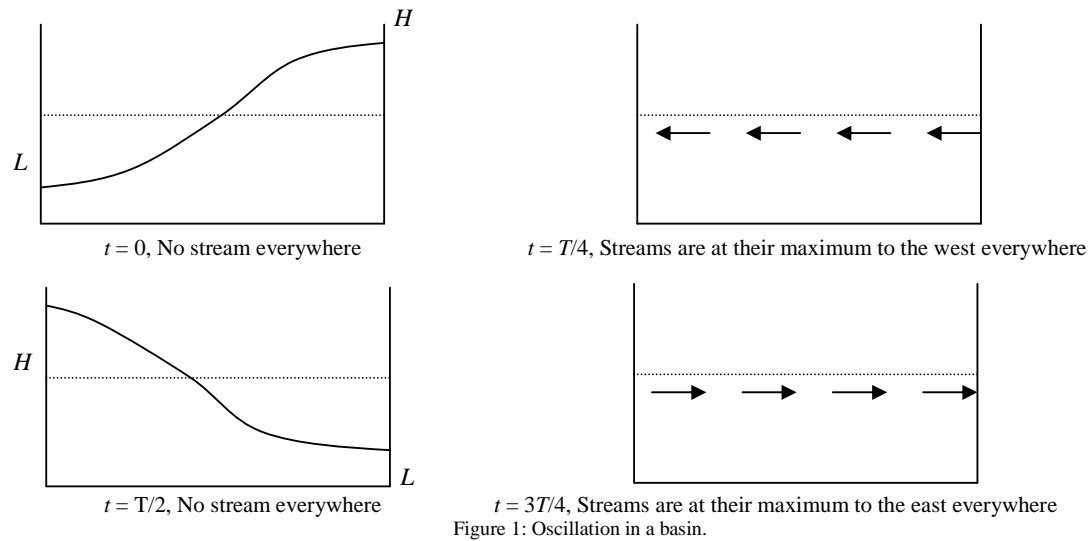 H
L
t = 0, No stream everywhere
t = T/4, Streams are at their maximum to the west everywhere
H
L
t = T/2, No stream everywhere
t = 3T/4, Streams are at their maximum to the east everywhere
Figure 1: Oscillation in a basin.